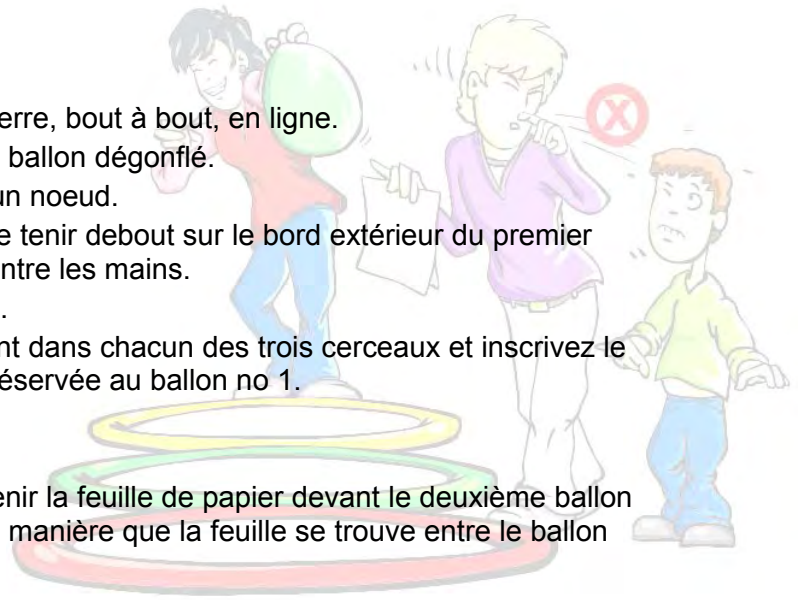 erre, bout à bout, en ligne.
ballon dégonflé.
un noeud.
e tenir debout sur le bord extérieur du premier
ntre les mains.
.
nt dans chacun des trois cerceaux et inscrivez le
éservée au ballon no 1.
enir la feuille de papier devant le deuxième ballon
manière que la feuille se trouve entre le ballon